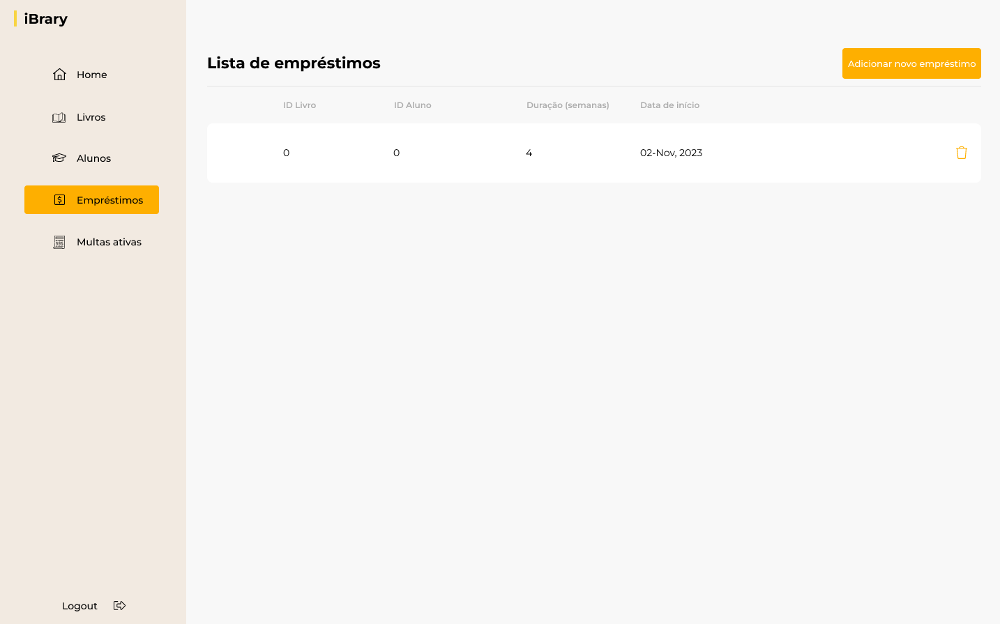 iBrary
Home
Livros
Alunos
Empréstimos
Multas ativas
Logout
Lista de empréstimos
Adicionar novo empréstimo
ID Livro ID Aluno Duração (semanas) Data de início
0 0 4 02-Nov, 2023